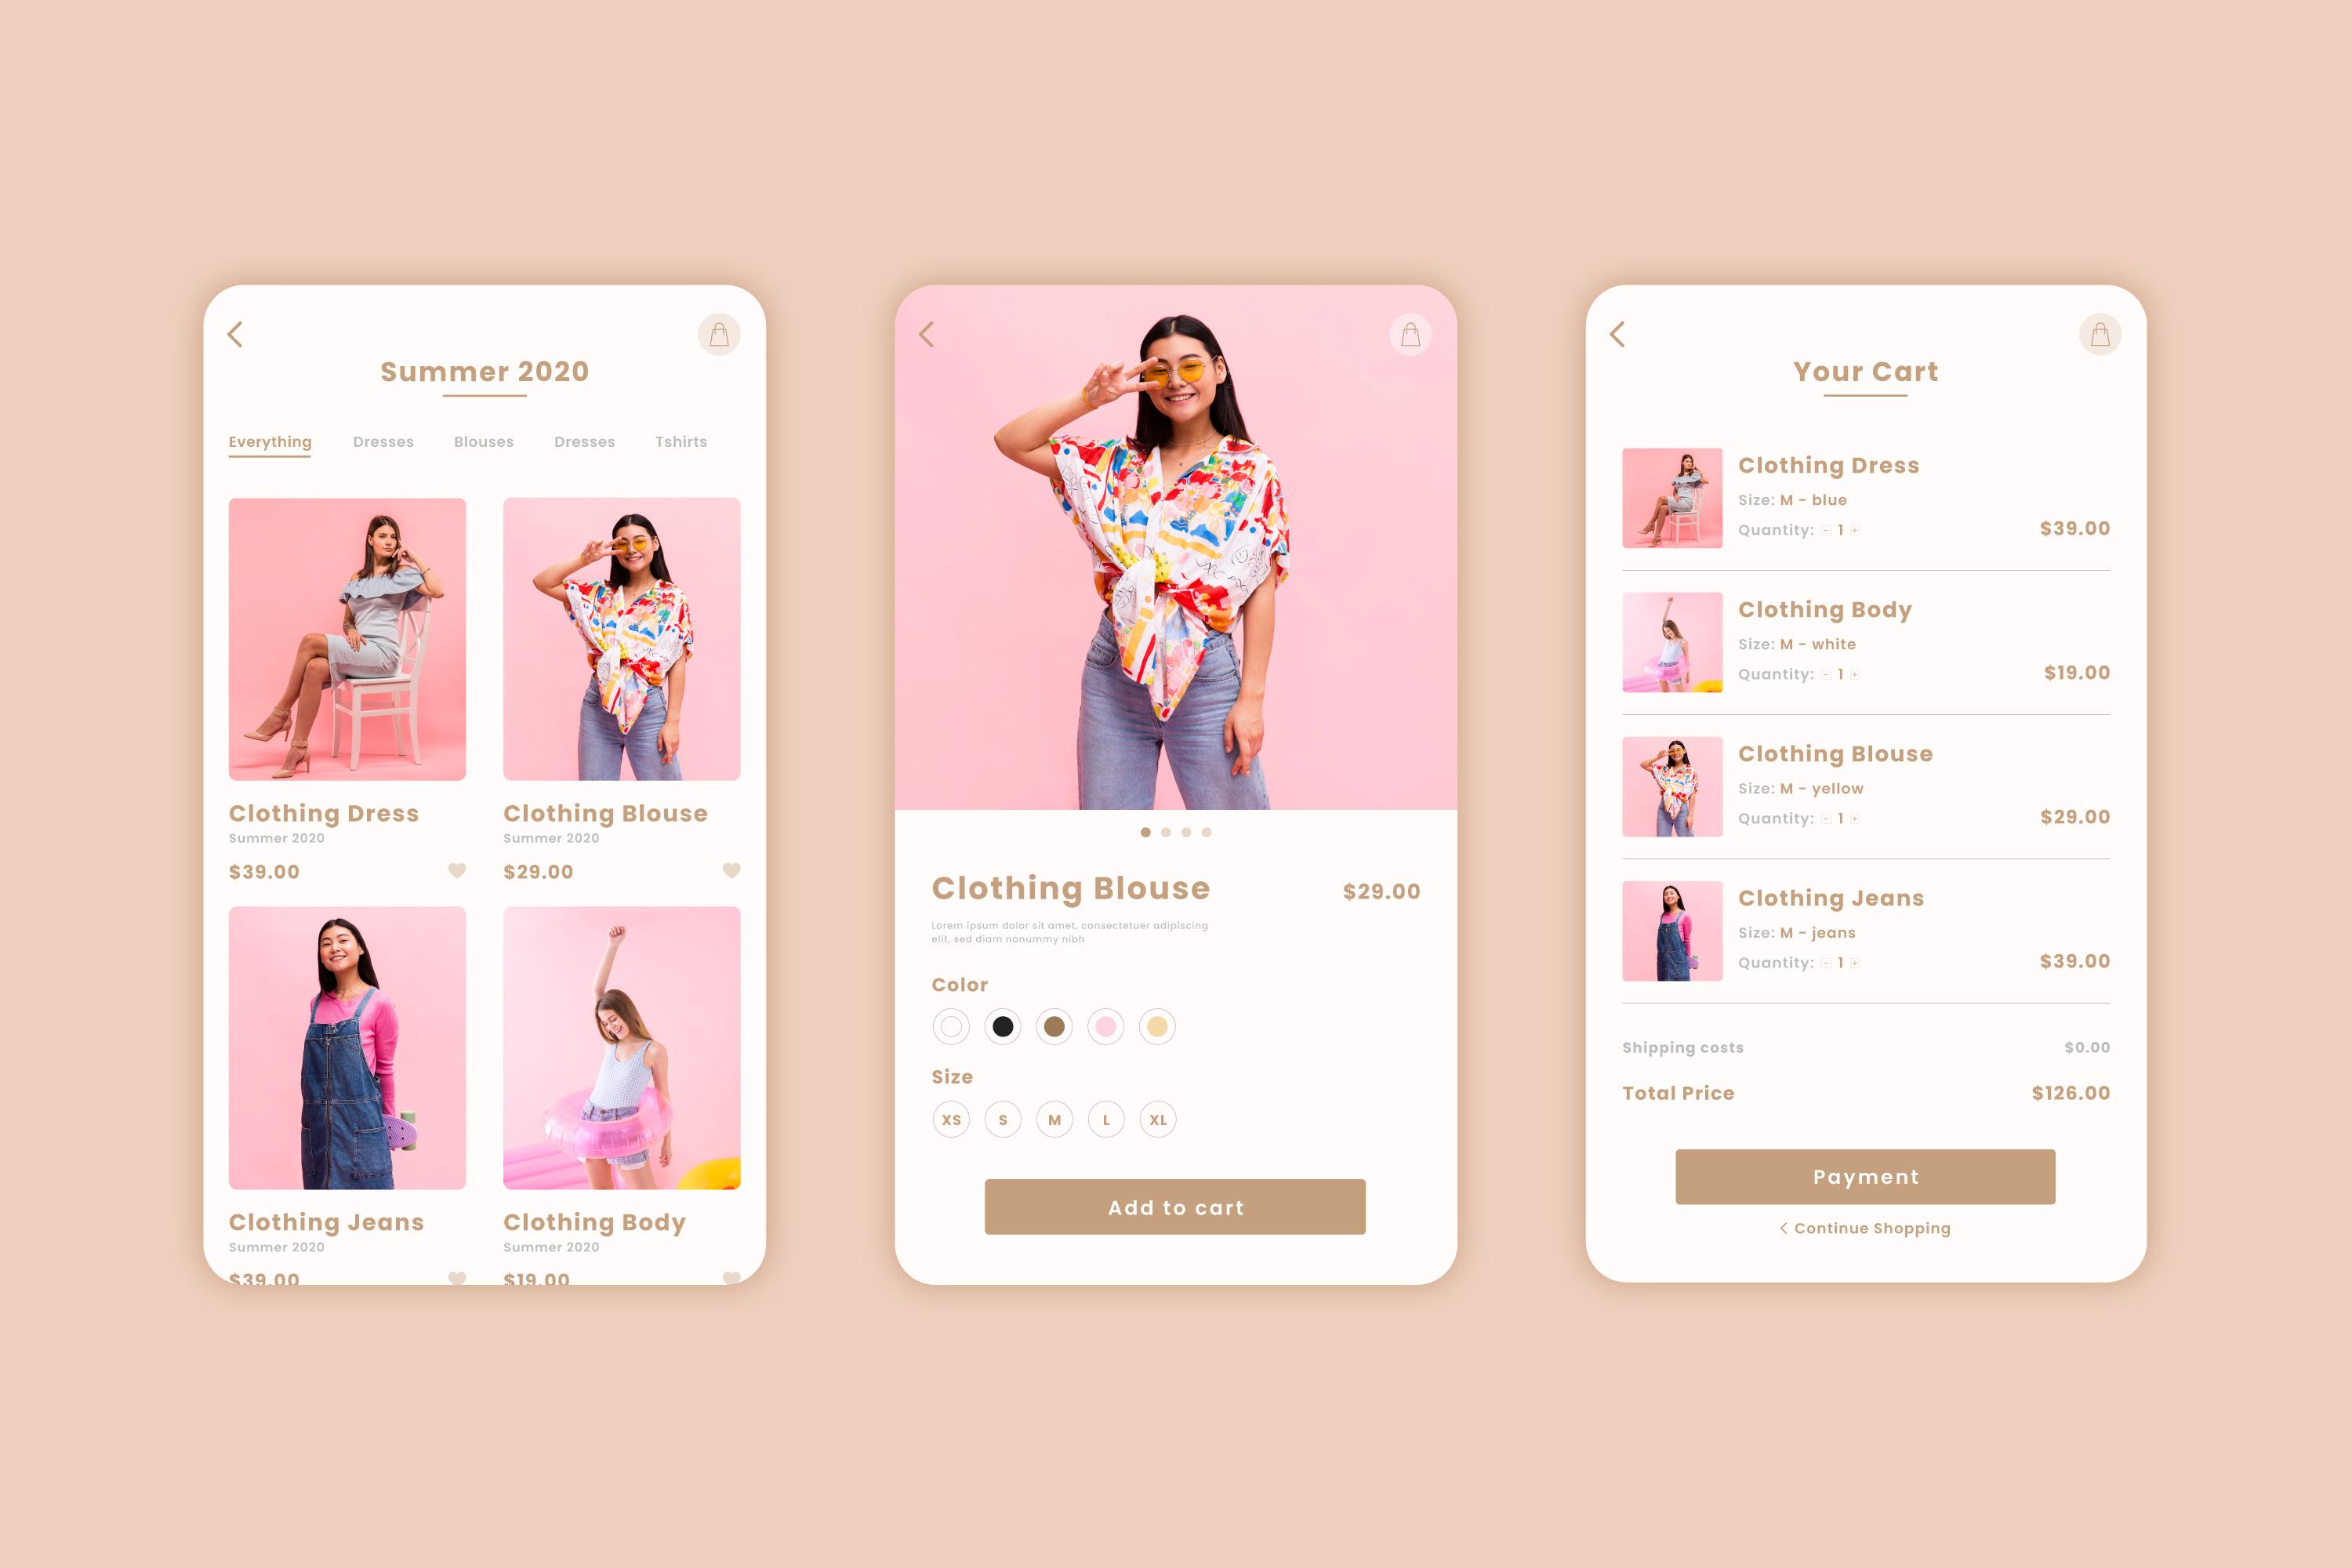 Summer 2020
Everything Dresses Blouses Dresses Tshirts
Clothing Dress
Summer 2020
$39.00
Clothing Blouse
Summer 2020
$29.00
Clothing Jeans
Summer 2020
$39.00
Clothing Body
Summer 2020
$19.00
Clothing Blouse $29.00
Lorem ipsum dolor sit amet, consectetuer adipiscing
elit, sed diam nonummy nibh
Color
Size
XS S M L XL
Add to cart
Your Cart
Clothing Dress
Size: M - blue
Quantity: - 1 + $39.00
Clothing Body
Size: M - white
Quantity: - 1 + $19.00
Clothing Blouse
Size: M - yellow
Quantity: - 1 + $29.00
Clothing Jeans
Size: M - jeans
Quantity: - 1 + $39.00
Shipping costs $0.00
Total Price $126.00
Payment
< Continue Shopping